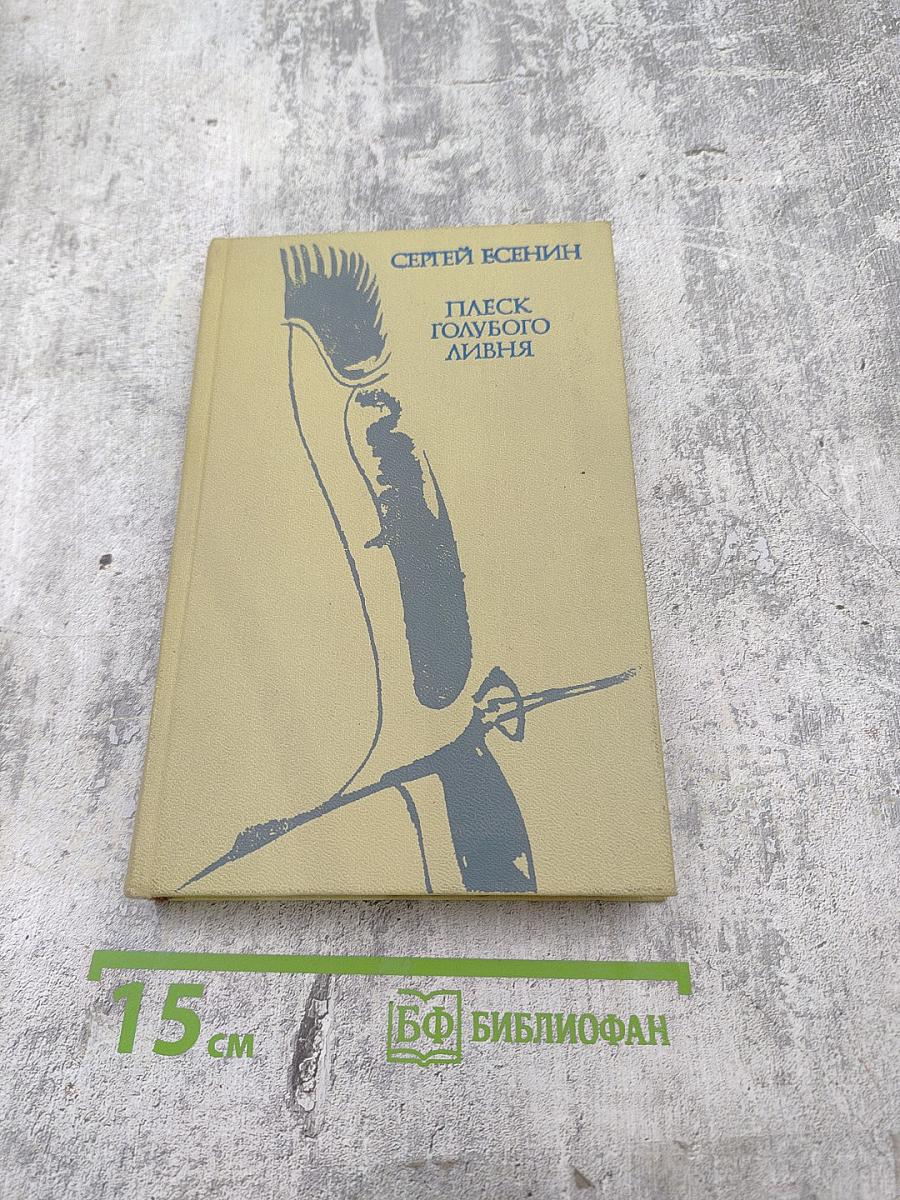 СЕРГЕЙ ЕСЕНИН
ПЛЕСК
ГОЛУБОГО
ЛИВНЯ
15 см
БФ БИБЛИОФАН